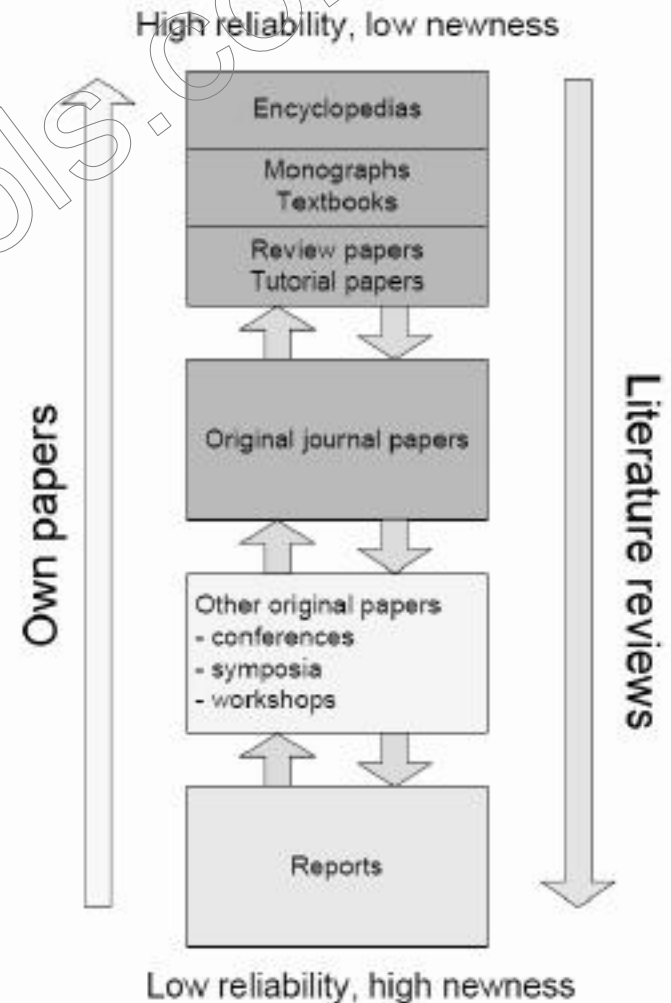 High reliability, low newness
Encyclopedias
Monographs
Textbooks
Review papers
Tutorial papers
Original journal papers
Own papers
Literature reviews
Other original papers
- conferences
- symposia
- workshops
Reports
Low reliability, high newness